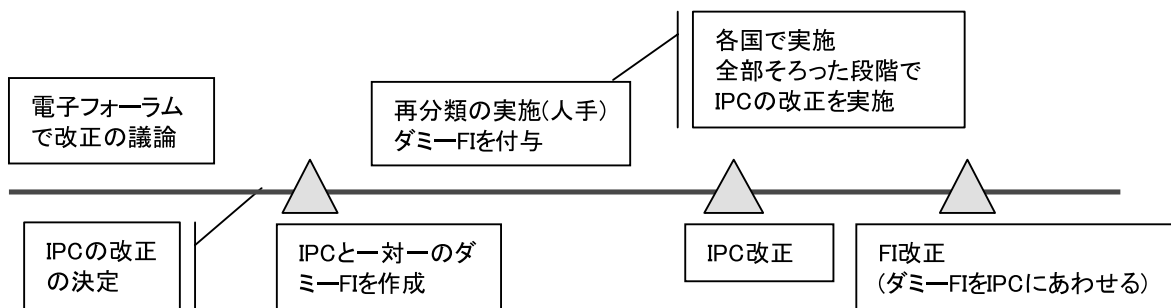 電子フォーラム
で改正の議論
再分類の実施(人手)
ダミーFIを付与
各国で実施
全部そろった段階で
IPCの改正を実施
IPCの改正
の決定
IPCと一対一のダ
ミーFIを作成
IPC改正
FI改正
(ダミーFIをIPCにあわせる)